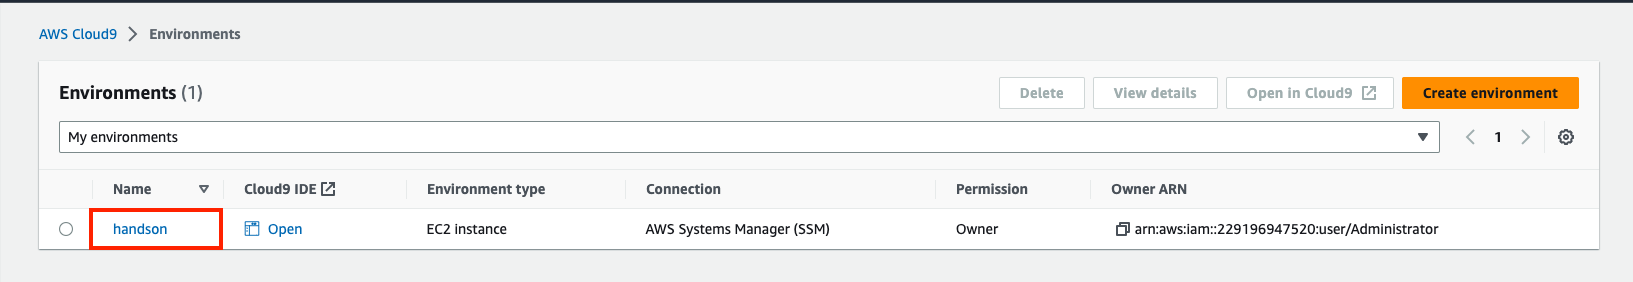 AWS Cloud9 > Environments
Environments (1)
Delete View details Open in Cloud9 Create environment
My environments 1
Name Cloud9 IDE Environment type Connection Permission Owner ARN
handson Open EC2 instance AWS Systems Manager (SSM) Owner arn:aws:iam::229196947520:user/Administrator